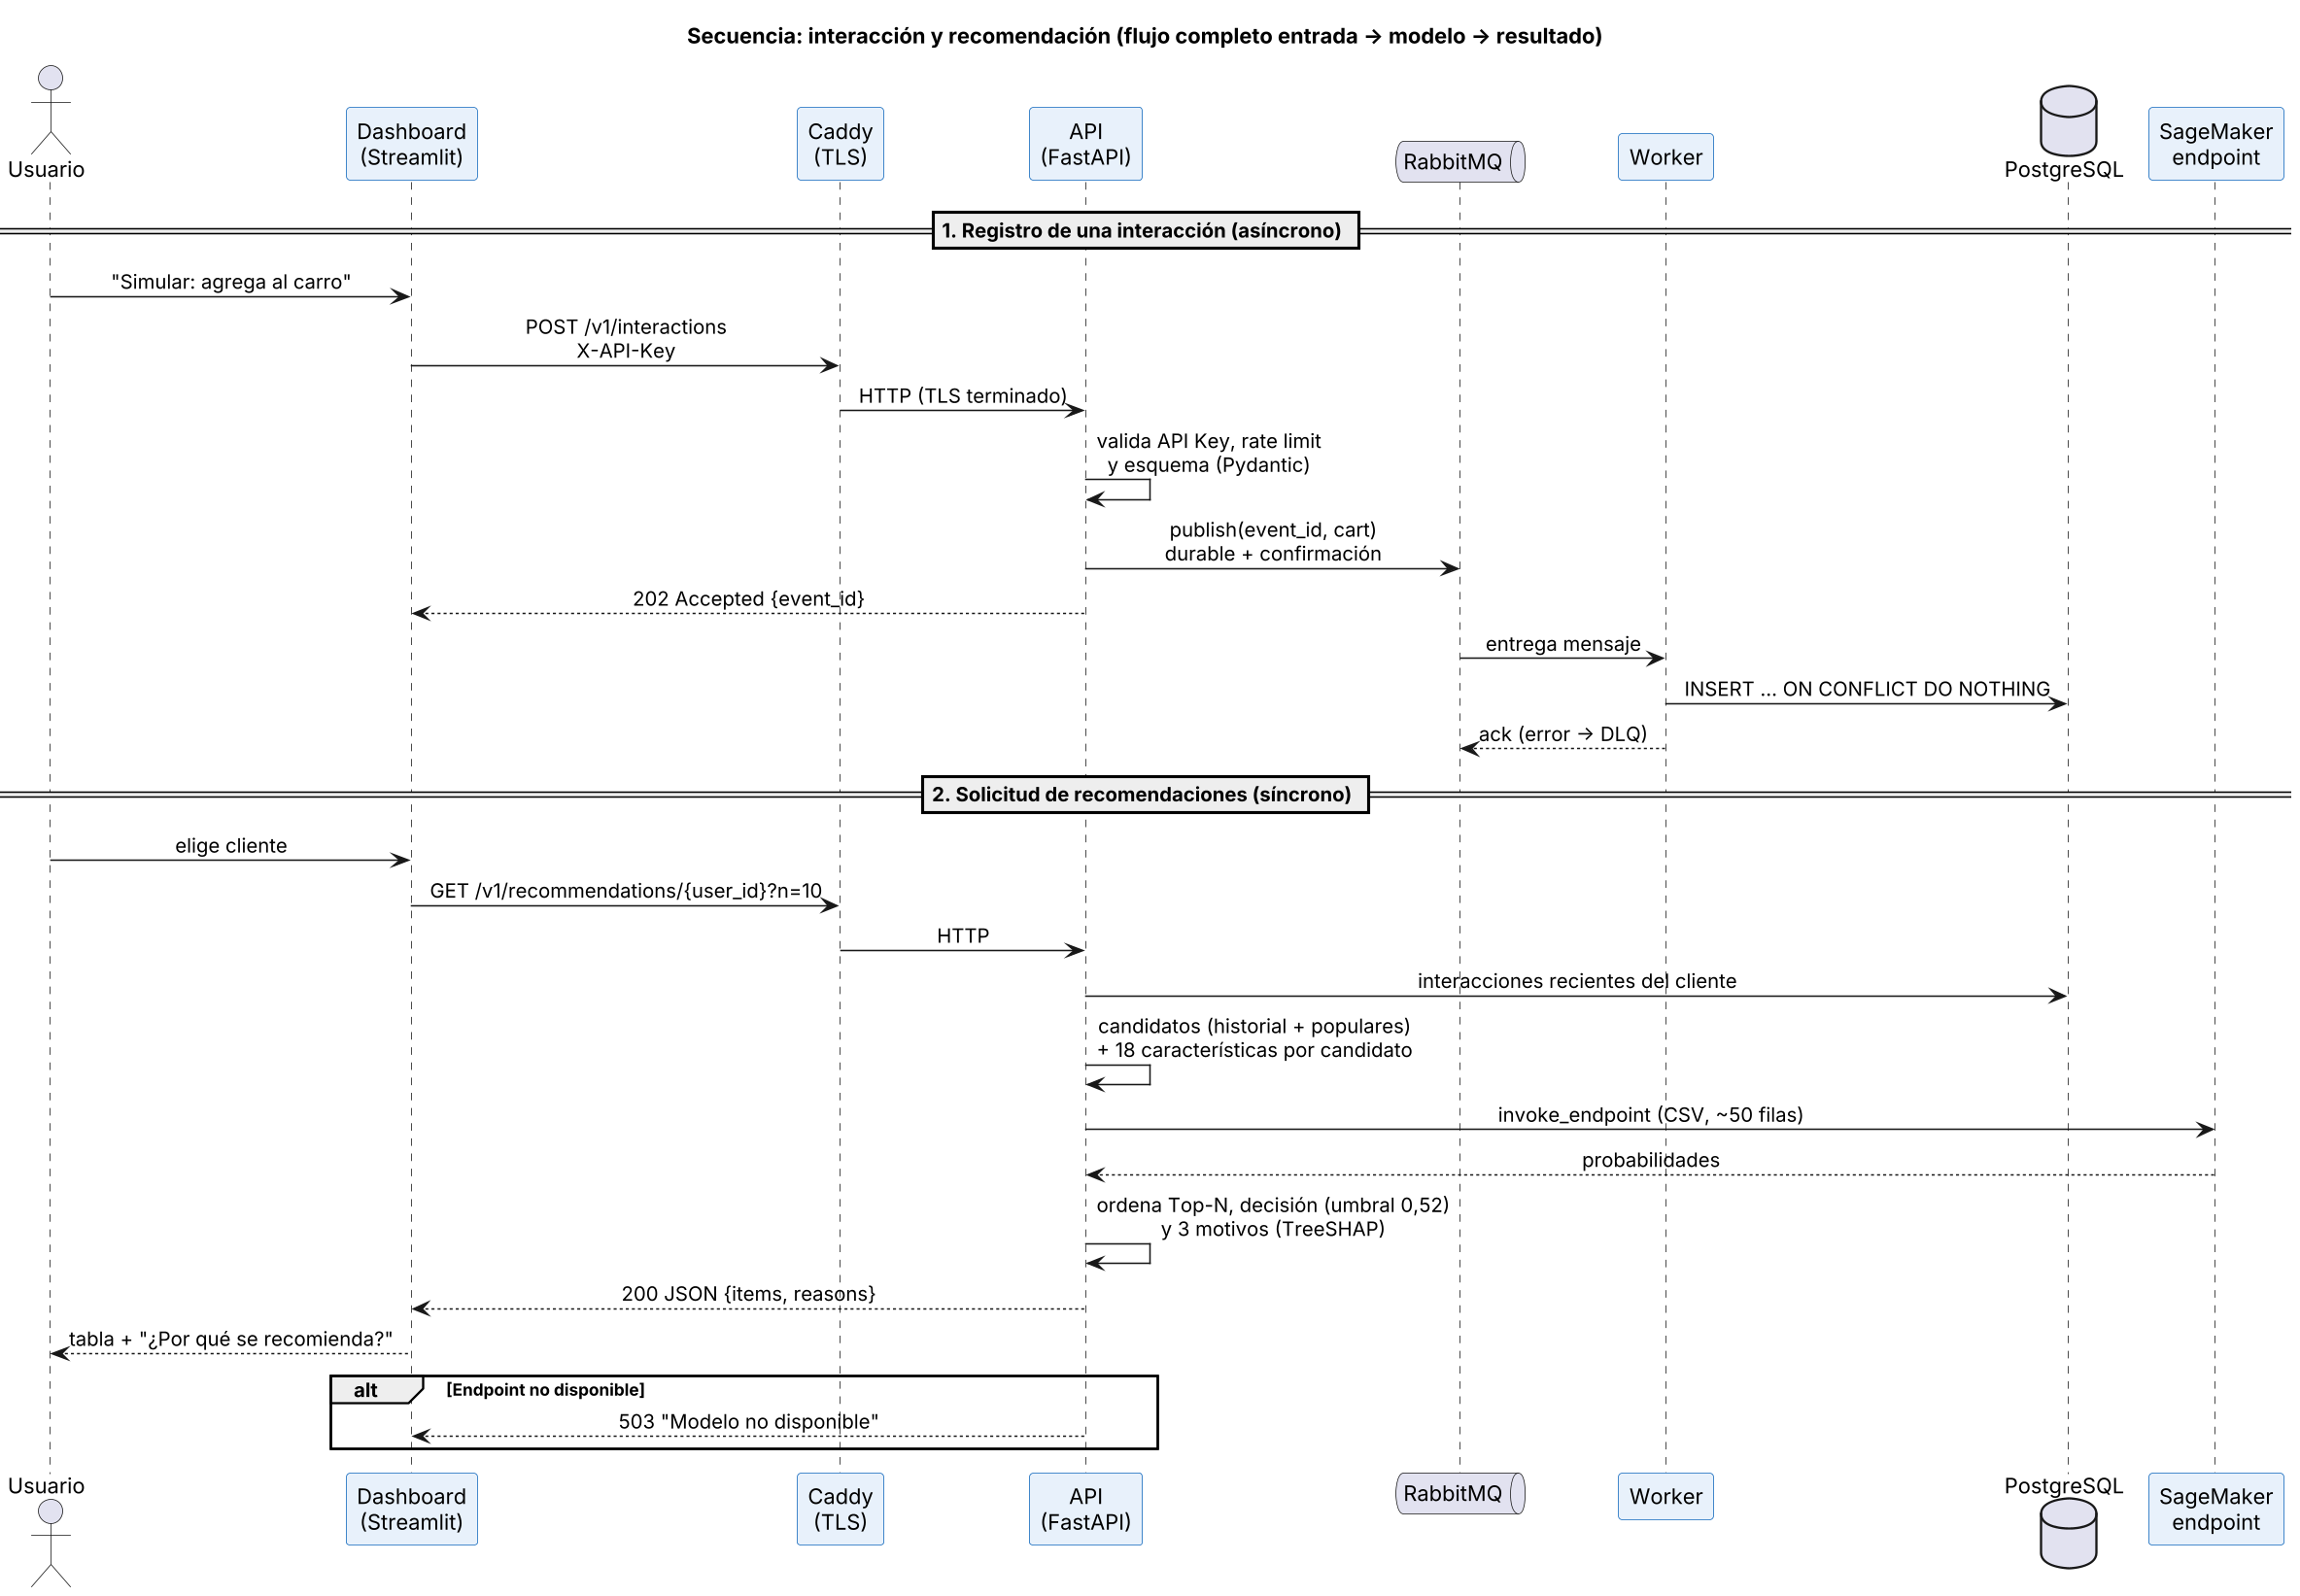 Secuencia: interacción y recomendación (flujo completo entrada → modelo → resultado)
Usuario
Dashboard
(Streamlit)
Caddy
(TLS)
API
(FastAPI)
RabbitMQ
Worker
PostgreSQL
SageMaker
endpoint
1. Registro de una interacción (asíncrono)
"Simular: agrega al carro"
POST /v1/interactions
X-API-Key
HTTP (TLS terminado)
valida API Key, rate limit
y esquema (Pydantic)
publish(event_id, cart)
durable + confirmación
202 Accepted {event_id}
entrega mensaje
INSERT ... ON CONFLICT DO NOTHING
ack (error → DLQ)
2. Solicitud de recomendaciones (síncrono)
elige cliente
GET /v1/recommendations/{user_id}?n=10
HTTP
interacciones recientes del cliente
candidatos (historial + populares)
+ 18 características por candidato
invoke_endpoint (CSV, ~50 filas)
probabilidades
ordena Top-N, decisión (umbral 0,52)
y 3 motivos (TreeSHAP)
200 JSON {items, reasons}
tabla + "¿Por qué se recomienda?"
alt
[Endpoint no disponible]
503 "Modelo no disponible"
Usuario
Dashboard
(Streamlit)
Caddy
(TLS)
API
(FastAPI)
RabbitMQ
Worker
PostgreSQL
SageMaker
endpoint